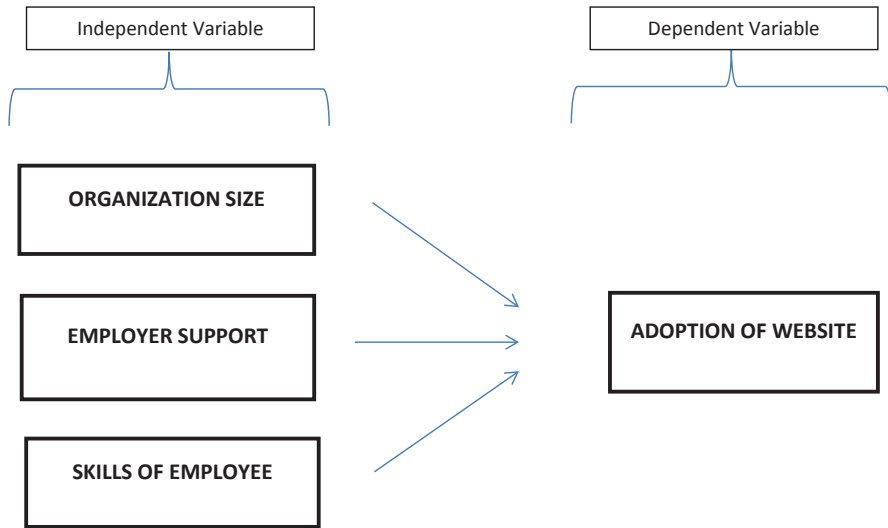 Independent Variable
Dependent Variable
ORGANIZATION SIZE
EMPLOYER SUPPORT
ADOPTION OF WEBSITE
SKILLS OF EMPLOYEE